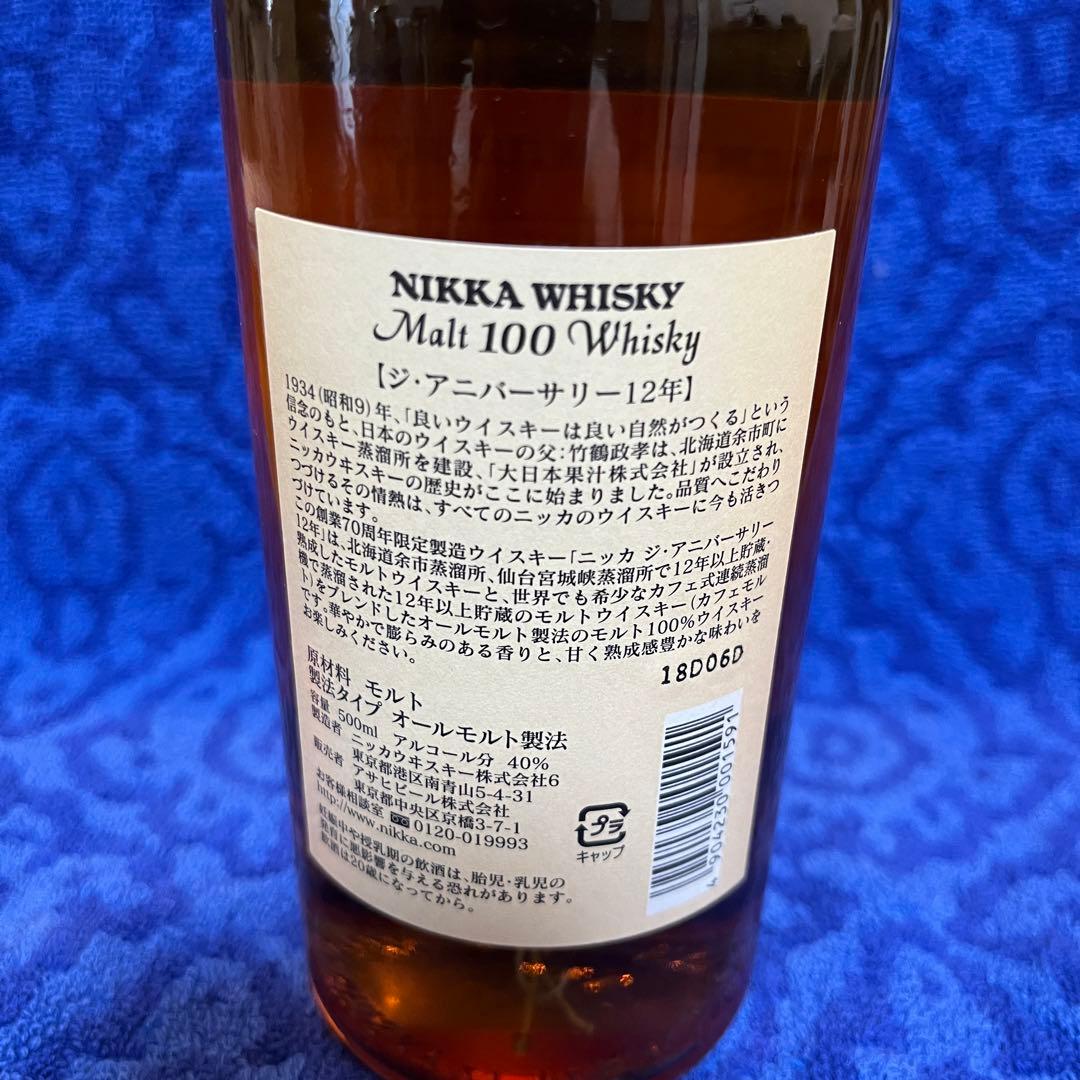 NIKKA WHISKY
Malt 100 Whisky
【ジ・アニバーサリー12年】
1934(昭和9)年、「良いウイスキーは良い自然がつくる」という
信念のもと、日本のウイスキーの父:竹鶴政孝は、北海道余市町に
ウイスキー蒸溜所を建設、「大日本果汁株式会社」が設立され、
ニッカウヰスキーの歴史がここに始まりました。品質へこだわり
つづけるその情熱は、すべてのニッカのウイスキーに今も活きつ
づけています。
この創業70周年限定製造ウイスキー「ニッカ ジ・アニバーサリー
12年」は、北海道余市蒸溜所、仙台宮城峡蒸溜所で12年以上貯蔵・
熟成したモルトウイスキーと、世界でも希少なカフェ式連続蒸溜
機で蒸溜された12年以上貯蔵のモルトウイスキー(カフェモル
ト)をブレンドしたオールモルト製法のモルト100%ウイスキー
です。華やかで膨らみのある香りと、甘く熟成感豊かな味わいを
お楽しみください。
18D06D
原材料 モルト
製法タイプ オールモルト製法
容量 500ml アルコール分 40%
製造者 ニッカウヰスキー株式会社6
東京都港区南青山5-4-31
販売者 アサヒビール株式会社
東京都中央区京橋3-7-1
お客様相談室 0120-019993
http://www.nikka.com
妊娠中や授乳期の飲酒は、胎児・乳児の
発育に悪影響を与える恐れがあります。
飲酒は20歳になってから。
プラ
キャップ
4 904230 001591